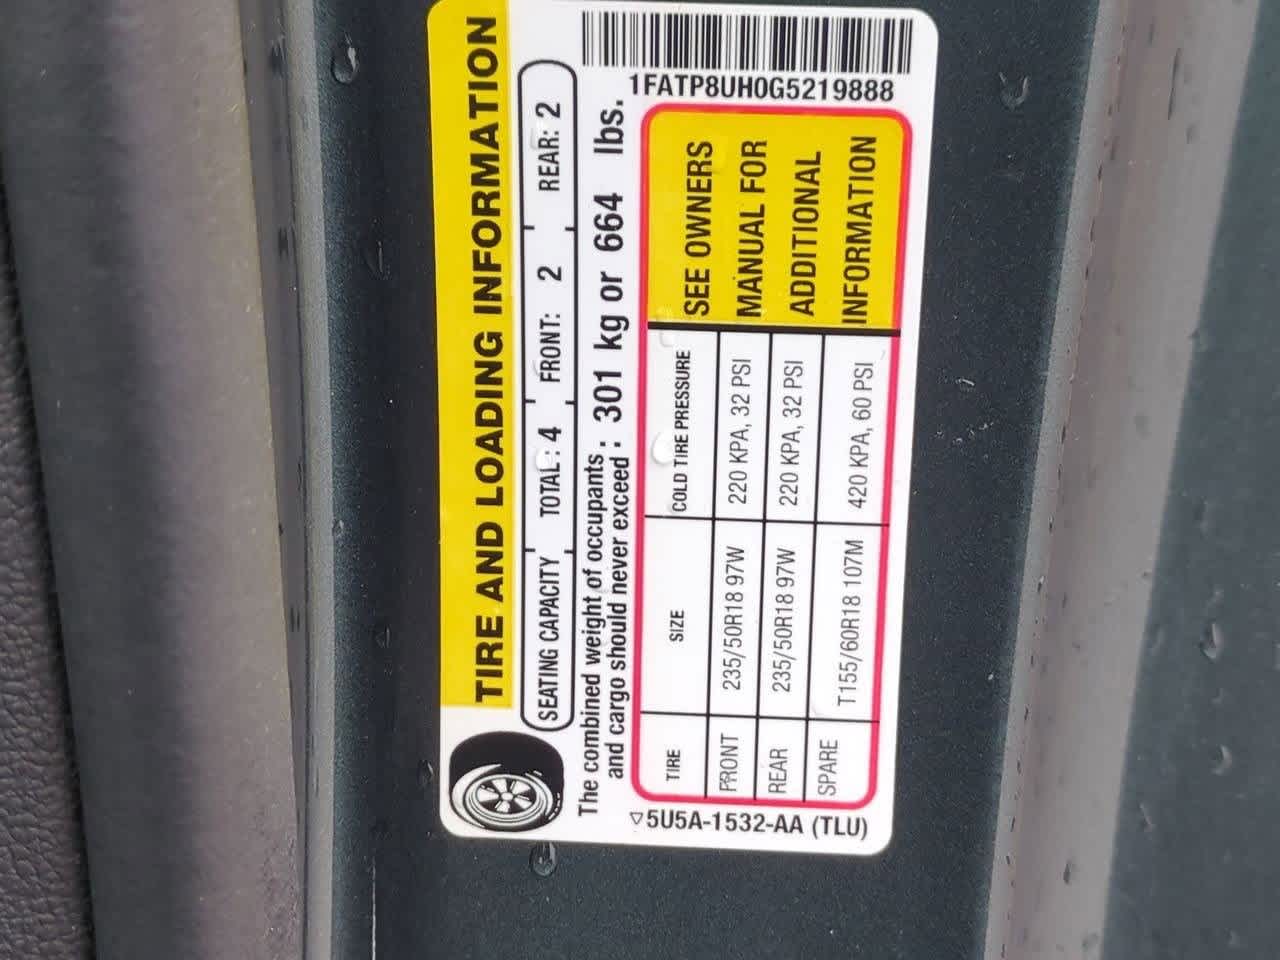 TIRE AND LOADING INFORMATION
SEATING CAPACITY TOTAL: 4 FRONT: 2 REAR: 2
The combined weight of occupants and cargo should never exceed : 301 kg or 664 lbs.
TIRE SIZE COLD TIRE PRESSURE
FRONT 235/50R18 97W 220 KPA, 32 PSI
REAR 235/50R18 97W 220 KPA, 32 PSI
SPARE T155/60R18 107M 420 KPA, 60 PSI
SEE OWNERS
MANUAL FOR
ADDITIONAL
INFORMATION
5U5A-1532-AA (TLU)
1FATP8UH0G5219888